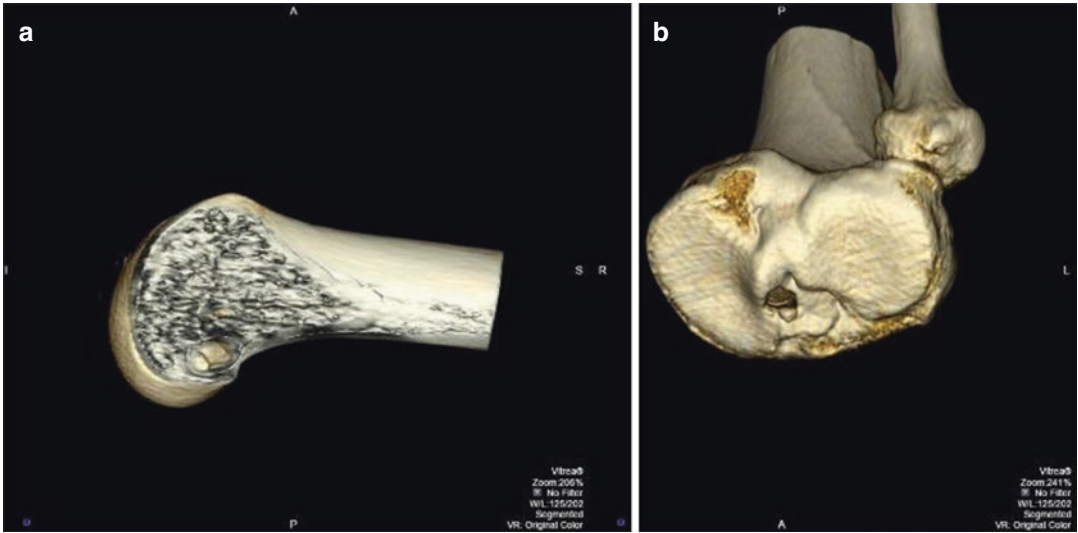 a
A
I
S R
Vitrea®
Zoom:206%
No Filter
W/L:125/202
Segmented
VR: Original Color
P
b
P
L
Vitrea®
Zoom:241%
No Filter
W/L:125/202
Segmented
VR: Original Color
A